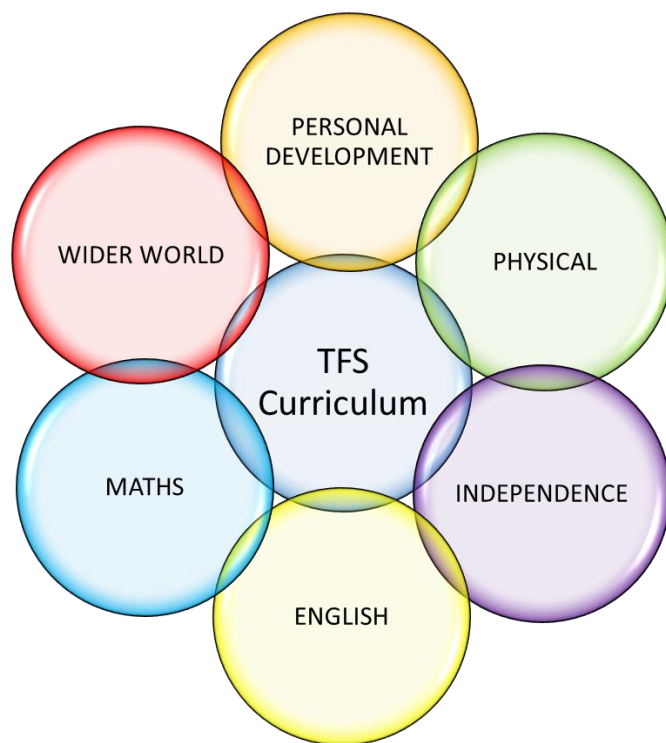 PERSONAL
DEVELOPMENT
WIDER WORLD
PHYSICAL
TFS
Curriculum
MATHS
INDEPENDENCE
ENGLISH